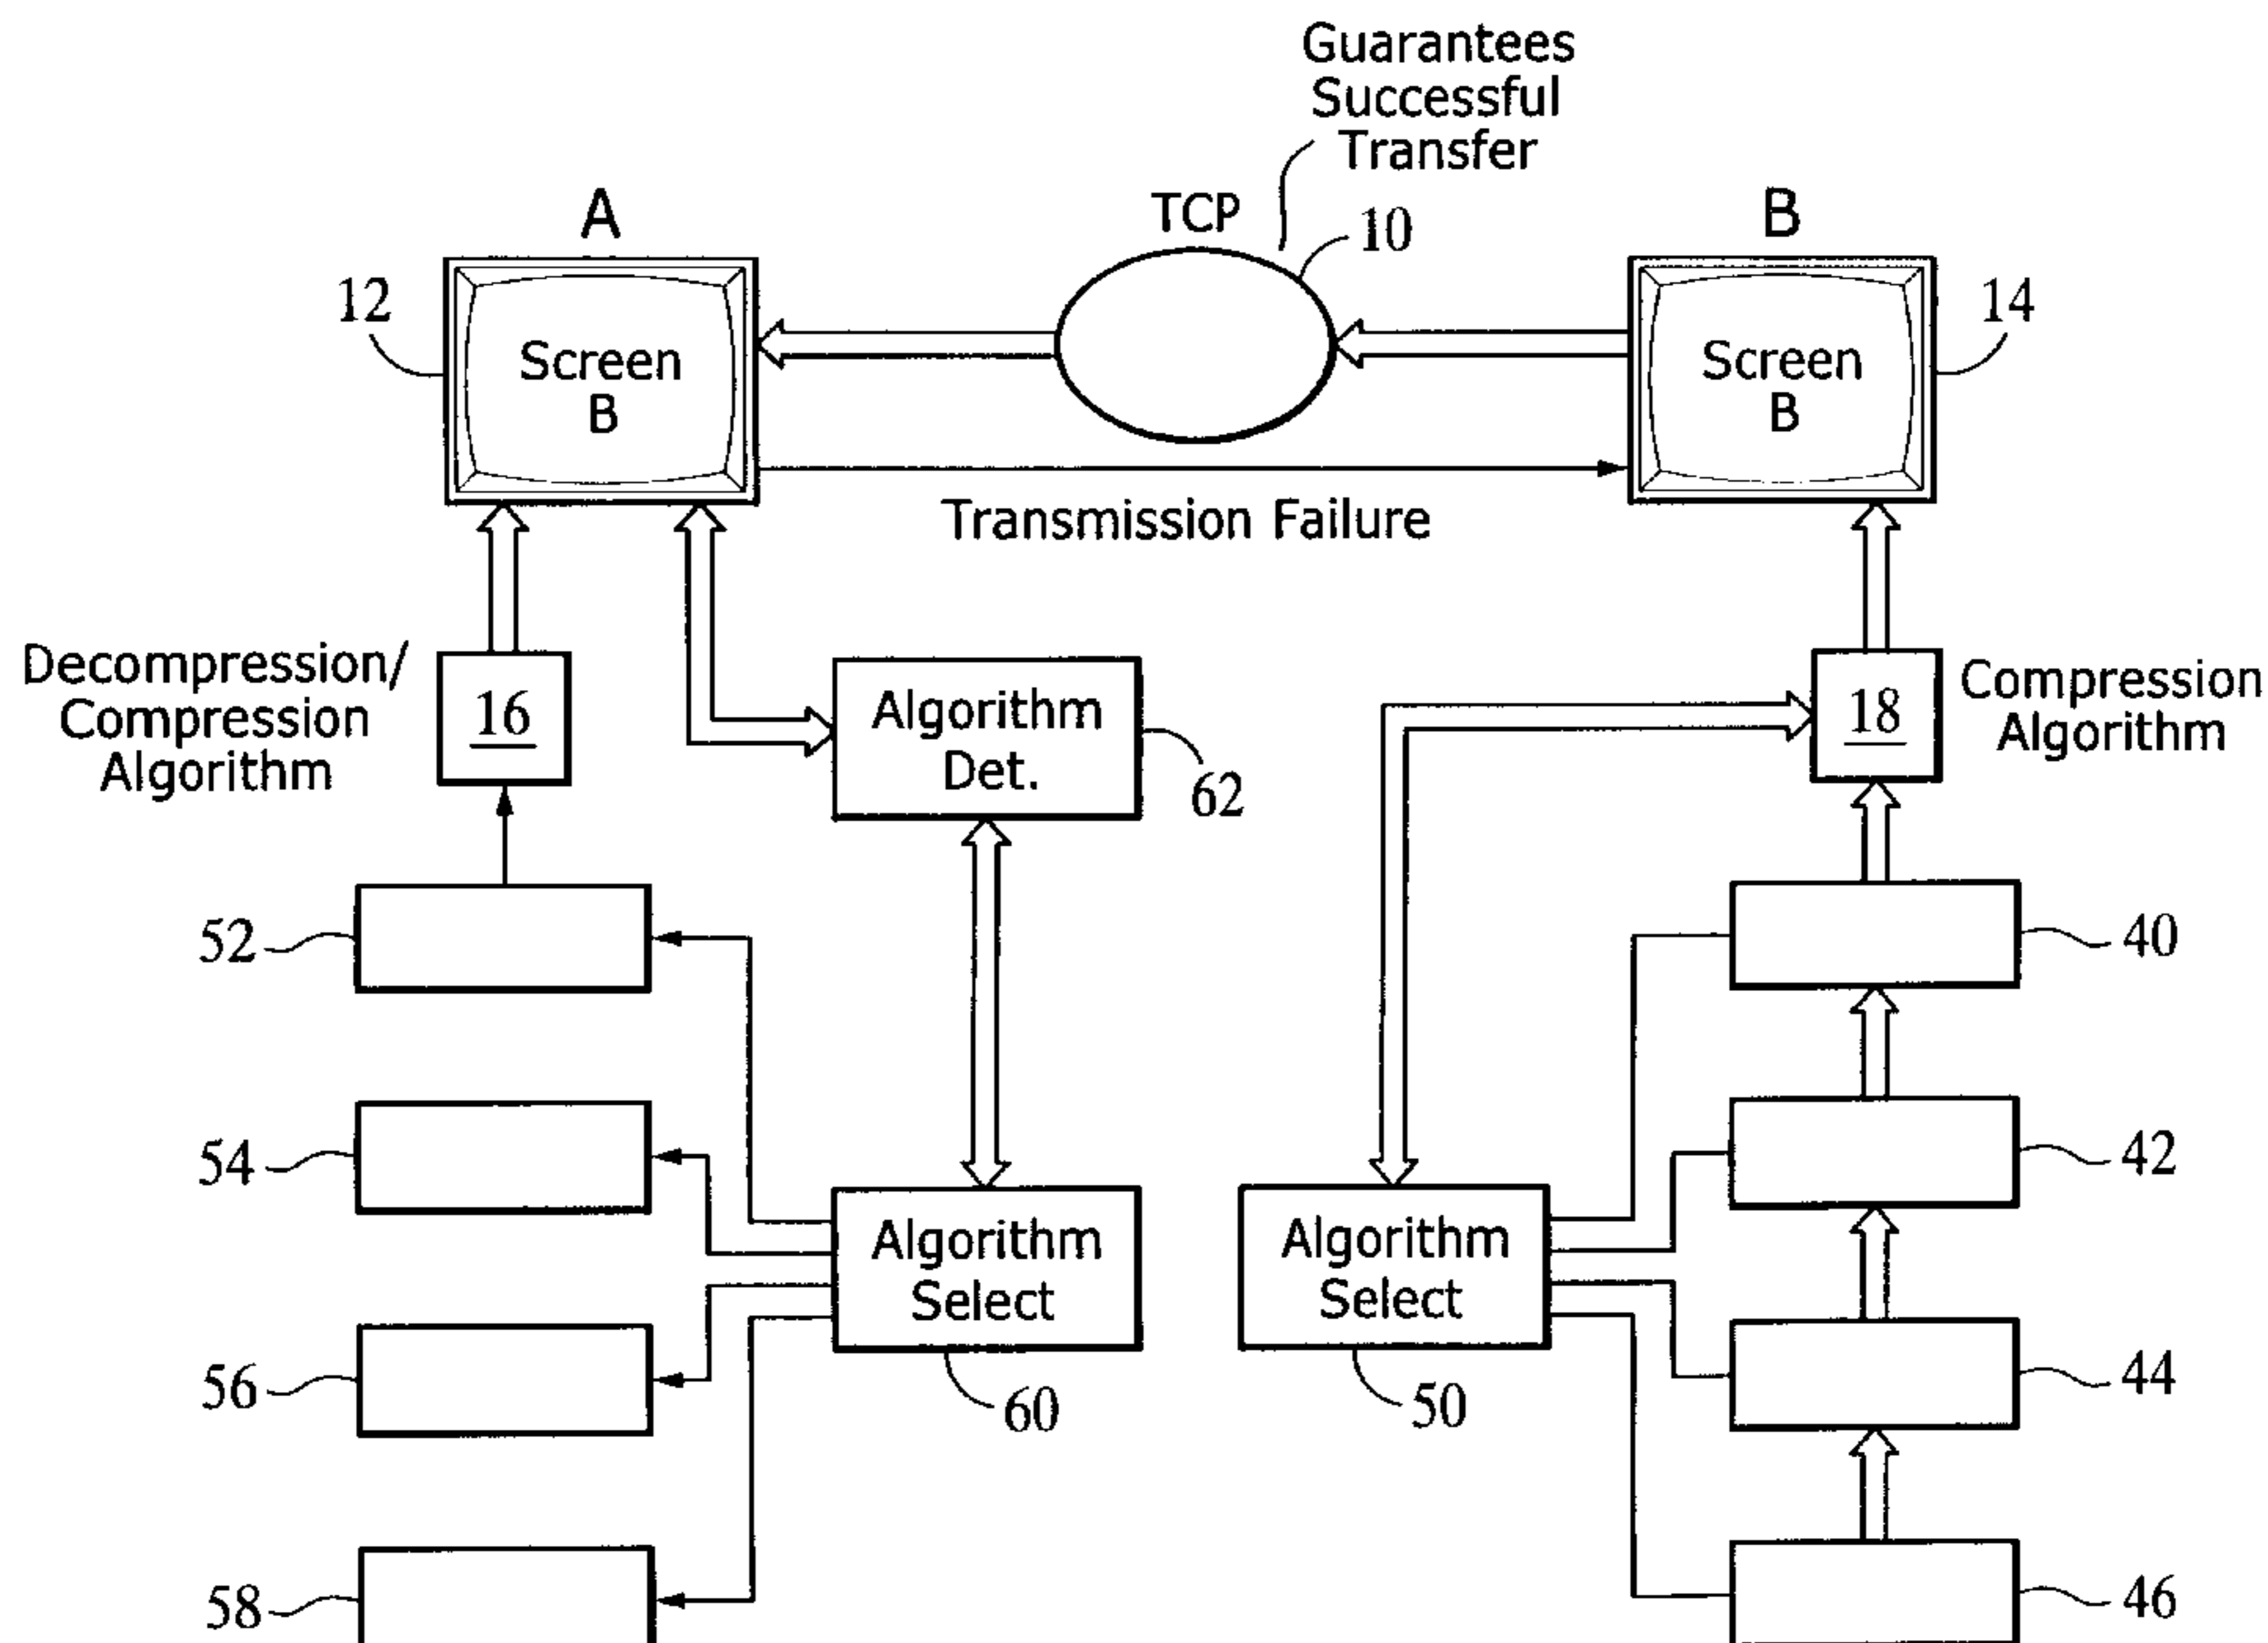 Guarantees
Successful
Transfer
A
TCP
10
B
12
Screen
B
Screen
B
14
Transmission Failure
Decompression/
Compression
Algorithm
16
Algorithm
Det.
62
18
Compression
Algorithm
52
40
54
42
Algorithm
Select
60
Algorithm
Select
50
56
44
58
46